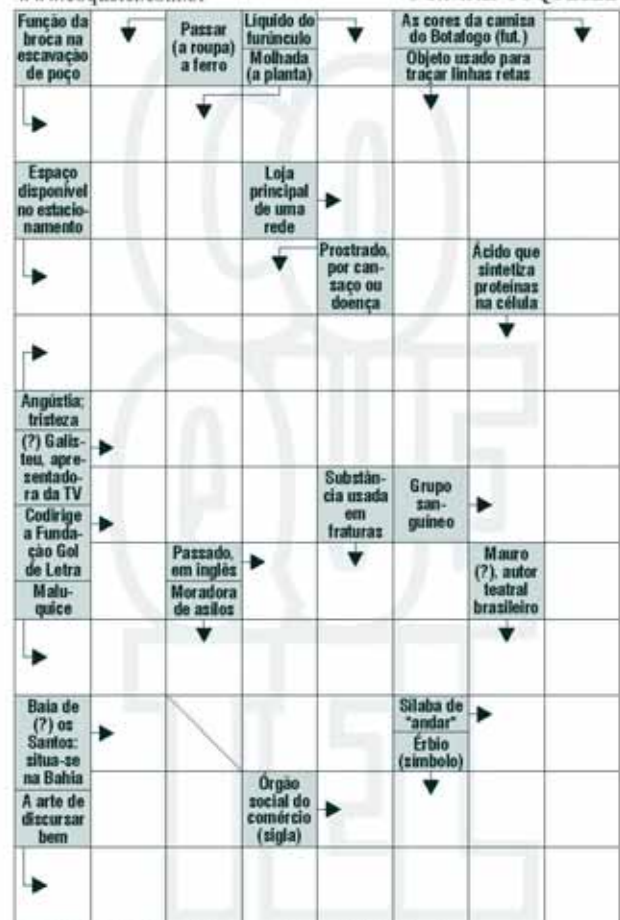 Função da
broca na
escavação
de poço
Passar
(a roupa)
a ferro
Líquido do
furúnculo
Molhada
(a planta)
As cores da camisa
do Botafogo (fut.)
Objeto usado para
traçar linhas retas
Espaço
disponível
no estacio-
namento
Loja
principal
de uma
rede
Prostrado,
por can-
saço ou
doença
Ácido que
sintetiza
proteínas
na célula
Angústia;
tristeza
(?) Galis-
teu, apre-
sentado-
ra da TV
Codirige
a Funda-
ção Gol
de Letra
Malu-
quice
Substân-
cia usada
em
fraturas
Grupo
san-
guíneo
Passado,
em inglês
Moradora
de asilos
Mauro
(?), autor
teatral
brasileiro
Baía de
(?) os
Santos:
situa-se
na Bahia
A arte de
discursar
bem
Sílaba de
"andar"
Érbio
(símbolo)
Órgão
social do
comércio
(sigla)
COQUETEL